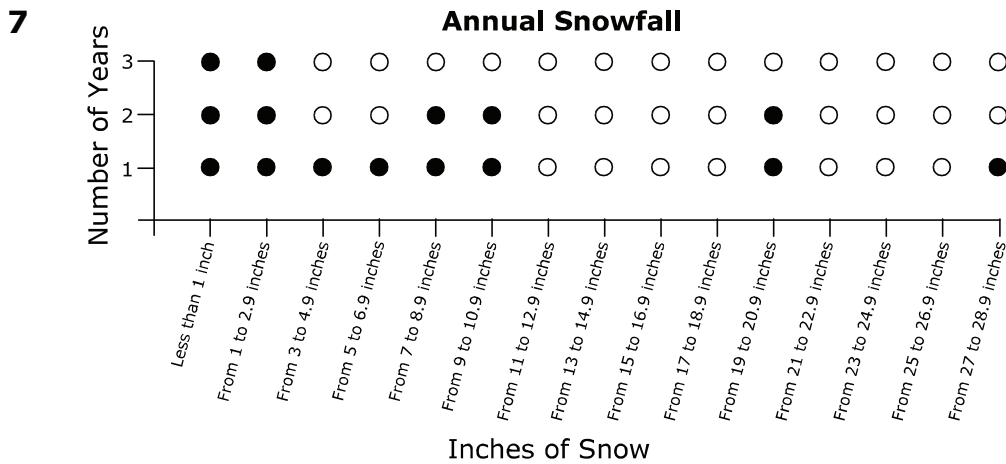 7
Annual Snowfall
Number of Years
3
2
1
Less than 1 inch
From 1 to 2.9 inches
From 3 to 4.9 inches
From 5 to 6.9 inches
From 7 to 8.9 inches
From 9 to 10.9 inches
From 11 to 12.9 inches
From 13 to 14.9 inches
From 15 to 16.9 inches
From 17 to 18.9 inches
From 19 to 20.9 inches
From 21 to 22.9 inches
From 23 to 24.9 inches
From 25 to 26.9 inches
From 27 to 28.9 inches
Inches of Snow